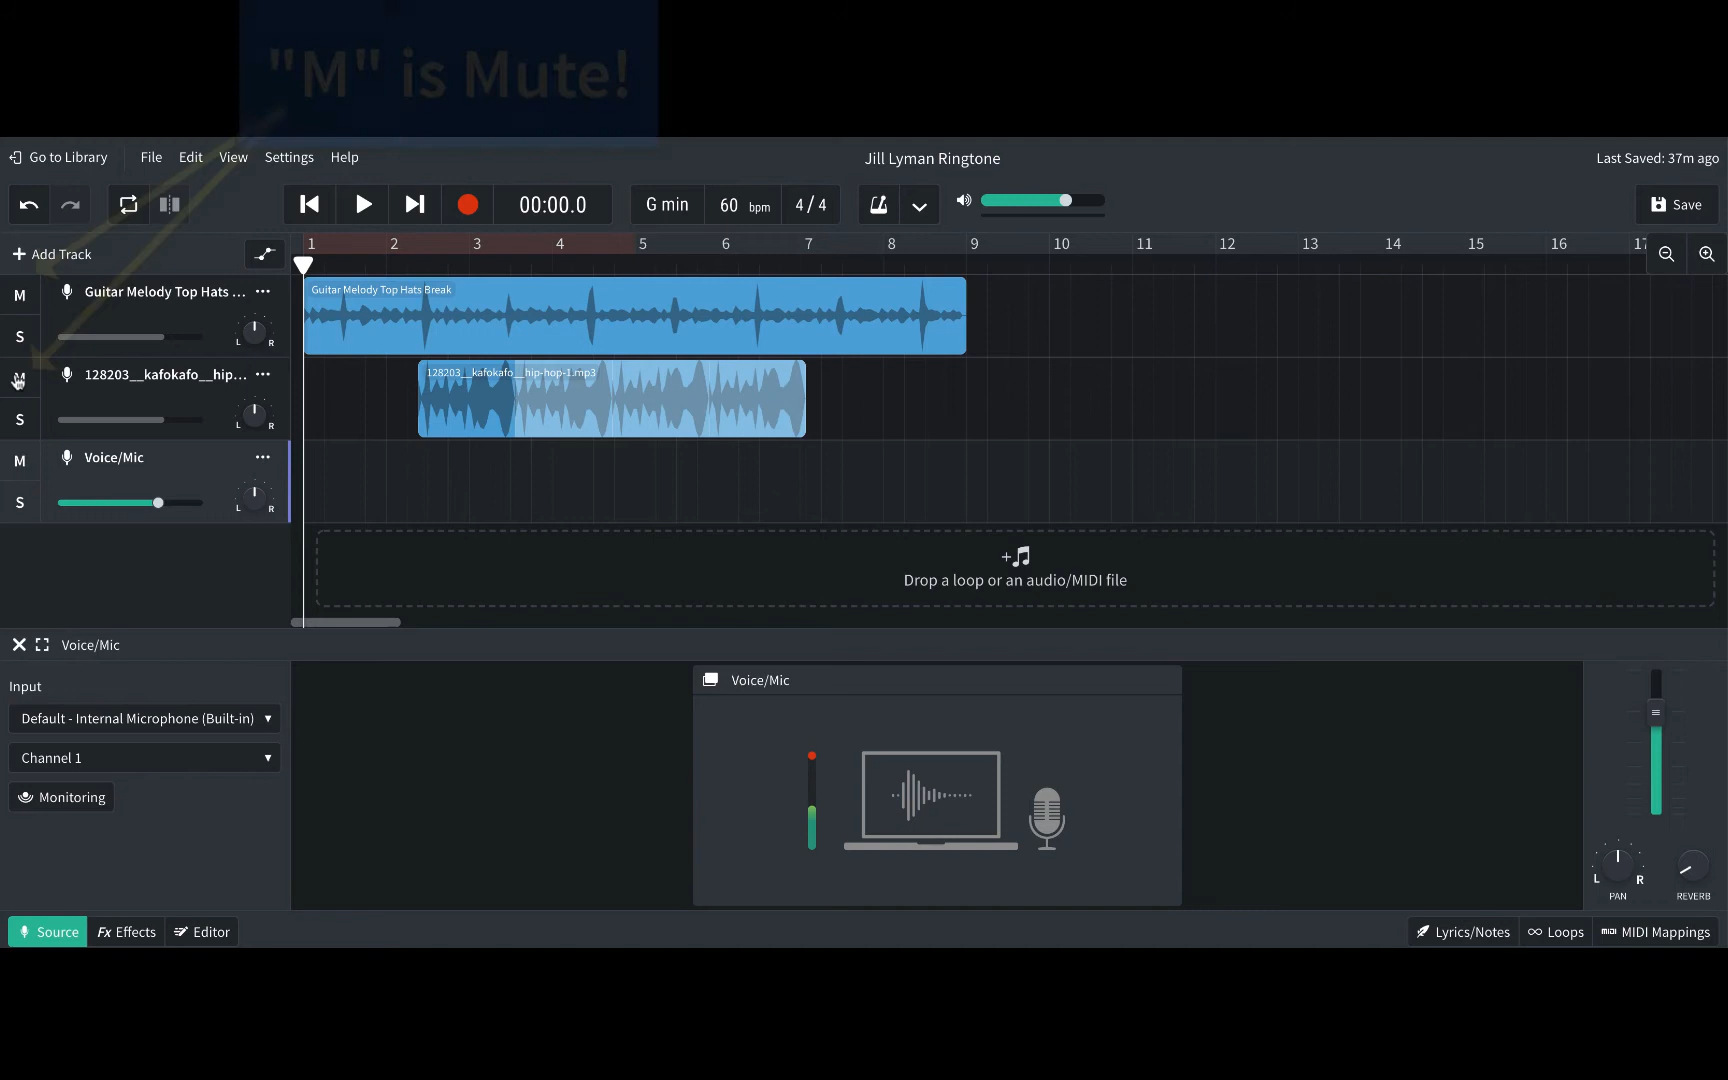 "M" is Mute!
Go to Library File Edit View Settings Help Jill Lyman Ringtone Last Saved: 37m ago
00:00.0 G min 60 bpm 4 / 4 Save
+ Add Track 1 2 3 4 5 6 7 8 9 10 11 12 13 14 15 16 17
M Guitar Melody Top Hats ... Guitar Melody Top Hats Break
S L R
M 128203__kafokafo__hip... 128203__kafokafo__hip-hop-1.mp3
S L R
M Voice/Mic
S L R
Drop a loop or an audio/MIDI file
Voice/Mic
Input Voice/Mic
Default - Internal Microphone (Built-in)
Channel 1
Monitoring
L R
PAN REVERB
Source Fx Effects Editor Lyrics/Notes Loops MIDI MIDI Mappings